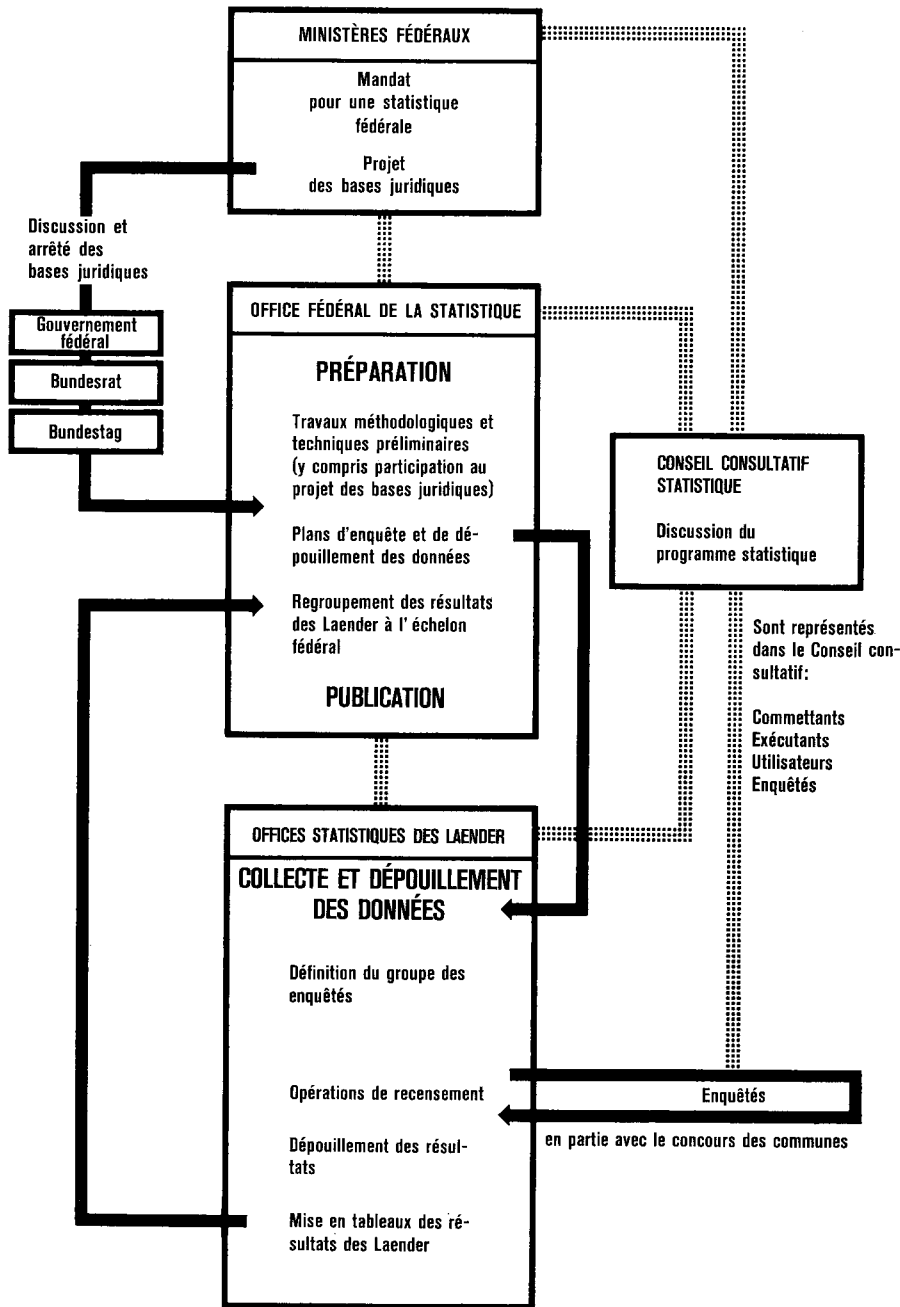 MINISTÈRES FÉDÉRAUX
Mandat
pour une statistique
fédérale
Projet
des bases juridiques
Discussion et
arrêté des
bases juridiques
Gouvernement
fédéral
Bundesrat
Bundestag
OFFICE FÉDÉRAL DE LA STATISTIQUE
PRÉPARATION
Travaux méthodologiques et
techniques préliminaires
(y compris participation au
projet des bases juridiques)
Plans d'enquête et de dé-
pouillement des données
Regroupement des résultats
des Laender à l'échelon
fédéral
PUBLICATION
CONSEIL CONSULTATIF
STATISTIQUE
Discussion du
programme statistique
Sont représentés
dans le Conseil con-
sultatif:
Commettants
Exécutants
Utilisateurs
Enquêtés
OFFICES STATISTIQUES DES LAENDER
COLLECTE ET DÉPOUILLEMENT
DES DONNÉES
Définition du groupe des
enquêtés
Opérations de recensement
Enquêtés
en partie avec le concours des communes
Dépouillement des résul-
tats
Mise en tableaux des ré-
sultats des Laender